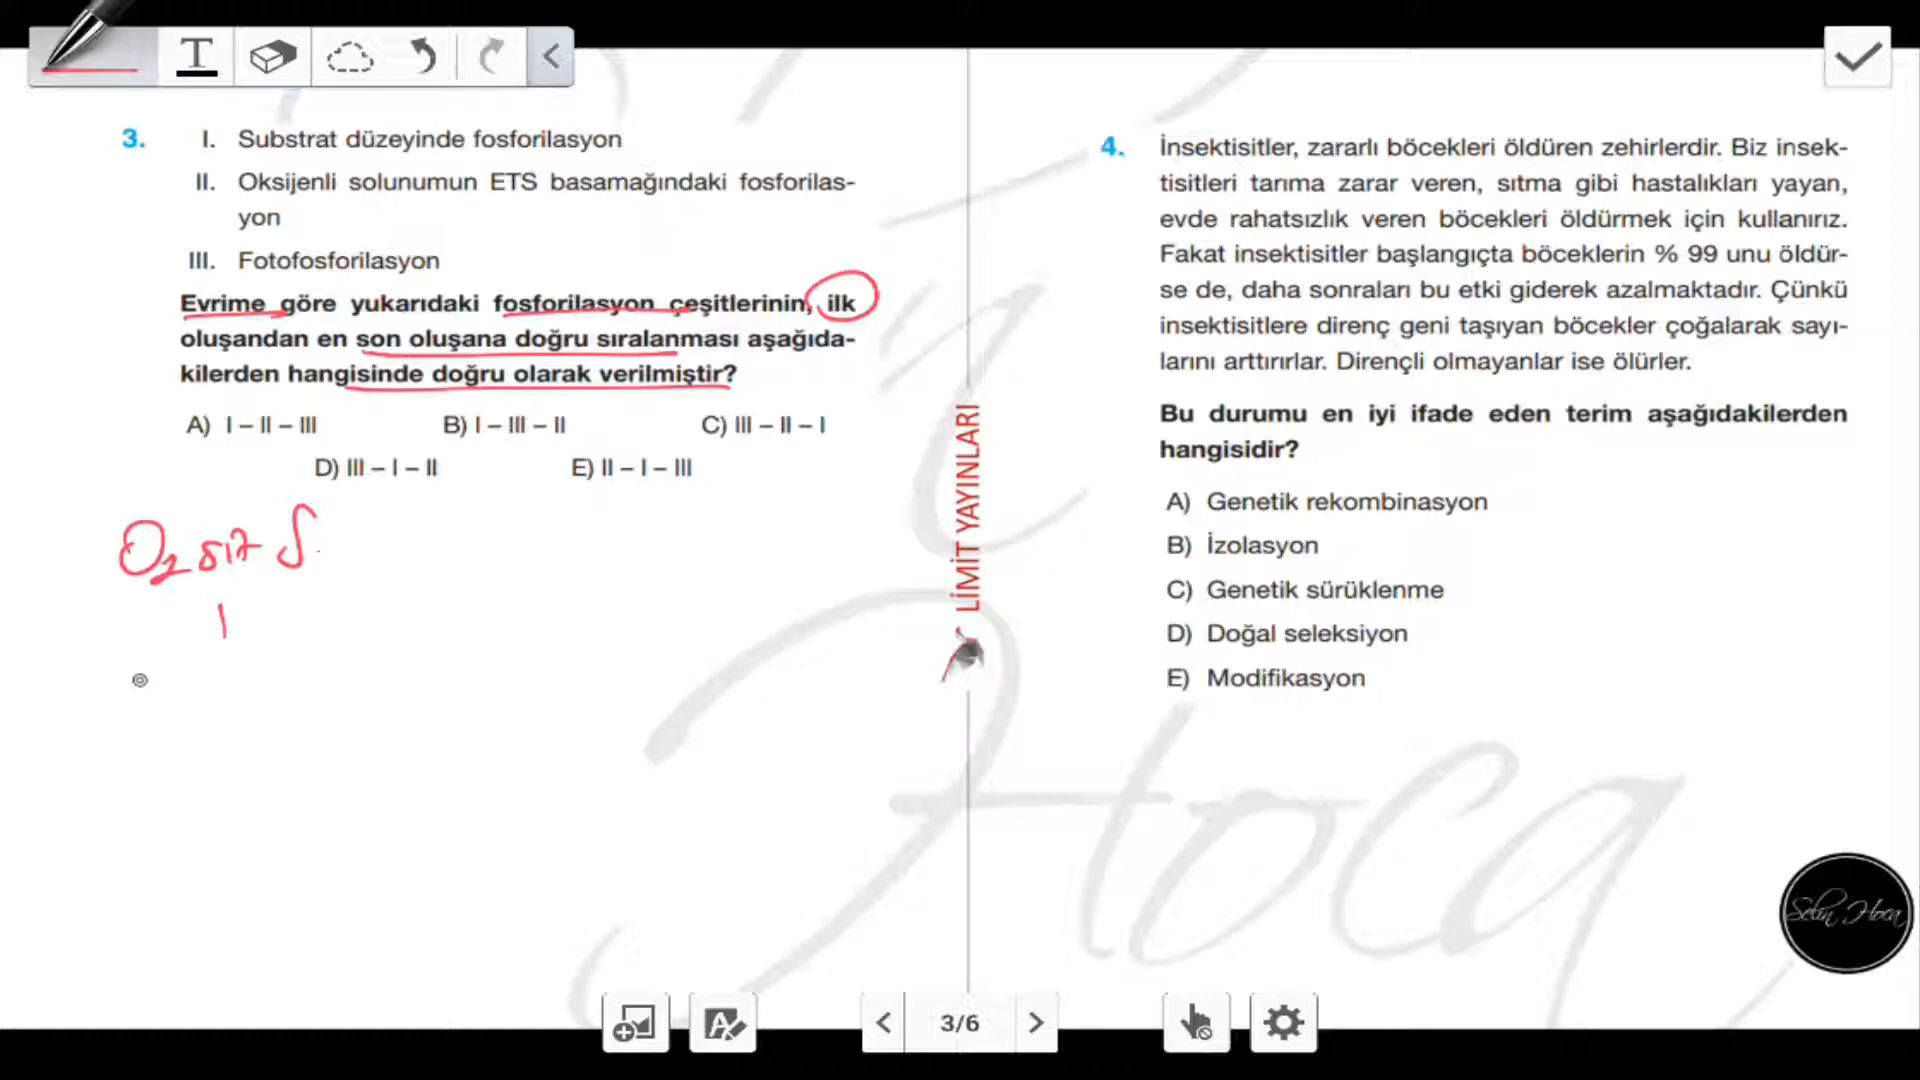 T
3. I. Substrat düzeyinde fosforilasyon
II. Oksijenli solunumun ETS basamağındaki fosforilas-
yon
III. Fotofosforilasyon
Evrime göre yukarıdaki fosforilasyon çeşitlerinin, ilk
oluşandan en son oluşana doğru sıralanması aşağıda-
kilerden hangisinde doğru olarak verilmiştir?
A) I – II – III B) I – III – II C) III – II – I
D) III – I – II E) II – I – III
O2 siz S
I
LİMİT YAYINLARI
4. İnsektisitler, zararlı böcekleri öldüren zehirlerdir. Biz insek-
tisitleri tarıma zarar veren, sıtma gibi hastalıkları yayan,
evde rahatsızlık veren böcekleri öldürmek için kullanırız.
Fakat insektisitler başlangıçta böceklerin % 99 unu öldür-
se de, daha sonraları bu etki giderek azalmaktadır. Çünkü
insektisitlere direnç geni taşıyan böcekler çoğalarak sayı-
larını arttırırlar. Dirençli olmayanlar ise ölürler.
Bu durumu en iyi ifade eden terim aşağıdakilerden
hangisidir?
A) Genetik rekombinasyon
B) İzolasyon
C) Genetik sürüklenme
D) Doğal seleksiyon
E) Modifikasyon
Hoca
Selin Hoca
3/6